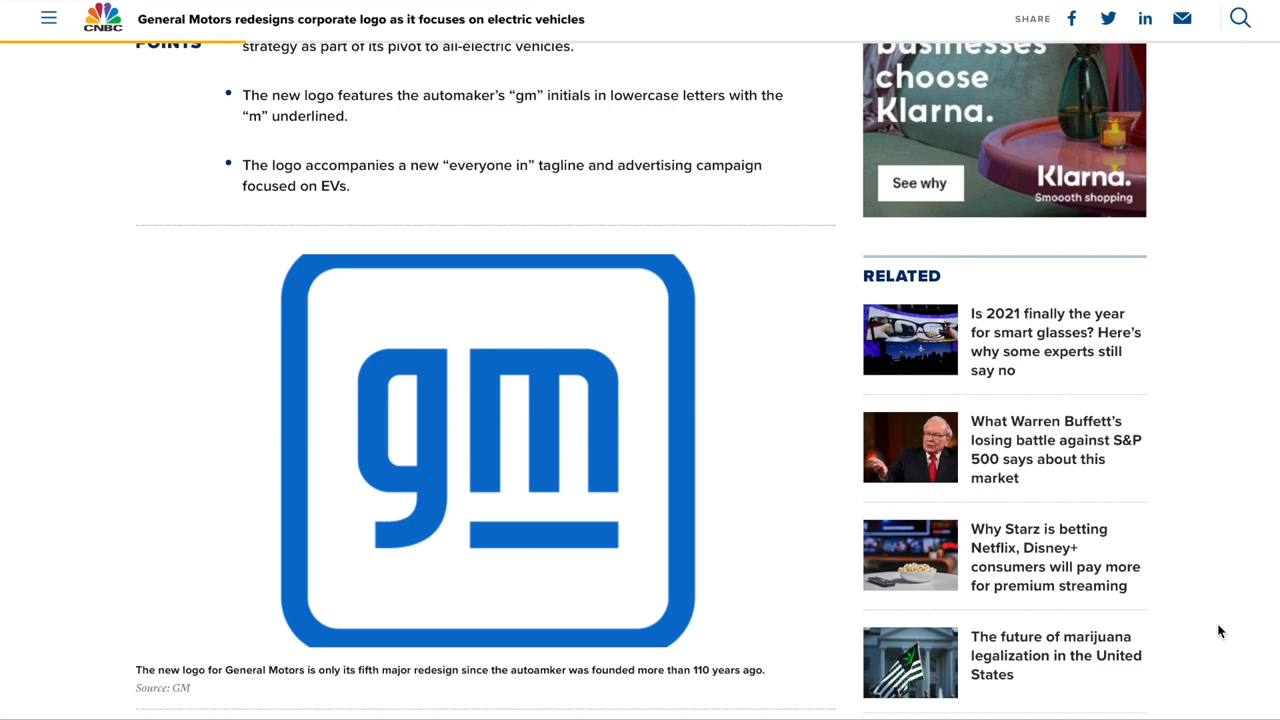 CNBC
General Motors redesigns corporate logo as it focuses on electric vehicles
SHARE
POINTS
strategy as part of its pivot to all-electric vehicles.
• The new logo features the automaker’s “gm” initials in lowercase letters with the
“m” underlined.
• The logo accompanies a new “everyone in” tagline and advertising campaign
focused on EVs.
gm
The new logo for General Motors is only its fifth major redesign since the autoamker was founded more than 110 years ago.
Source: GM
businesses
choose
Klarna.
See why
Klarna.
Smoooth shopping
RELATED
Is 2021 finally the year
for smart glasses? Here’s
why some experts still
say no
What Warren Buffett’s
losing battle against S&P
500 says about this
market
Why Starz is betting
Netflix, Disney+
consumers will pay more
for premium streaming
The future of marijuana
legalization in the United
States